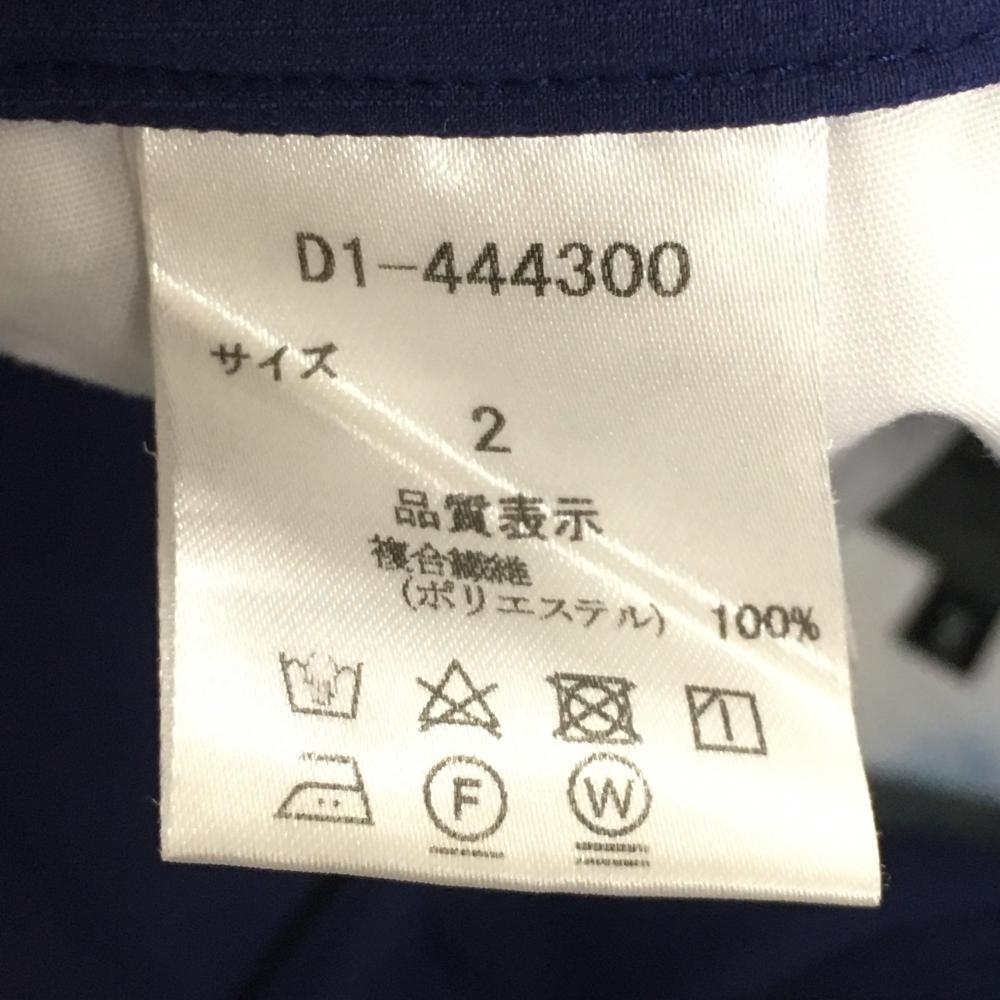 D1-444300
サイズ
2
品質表示
複合繊維
(ポリエステル) 100%
F
W